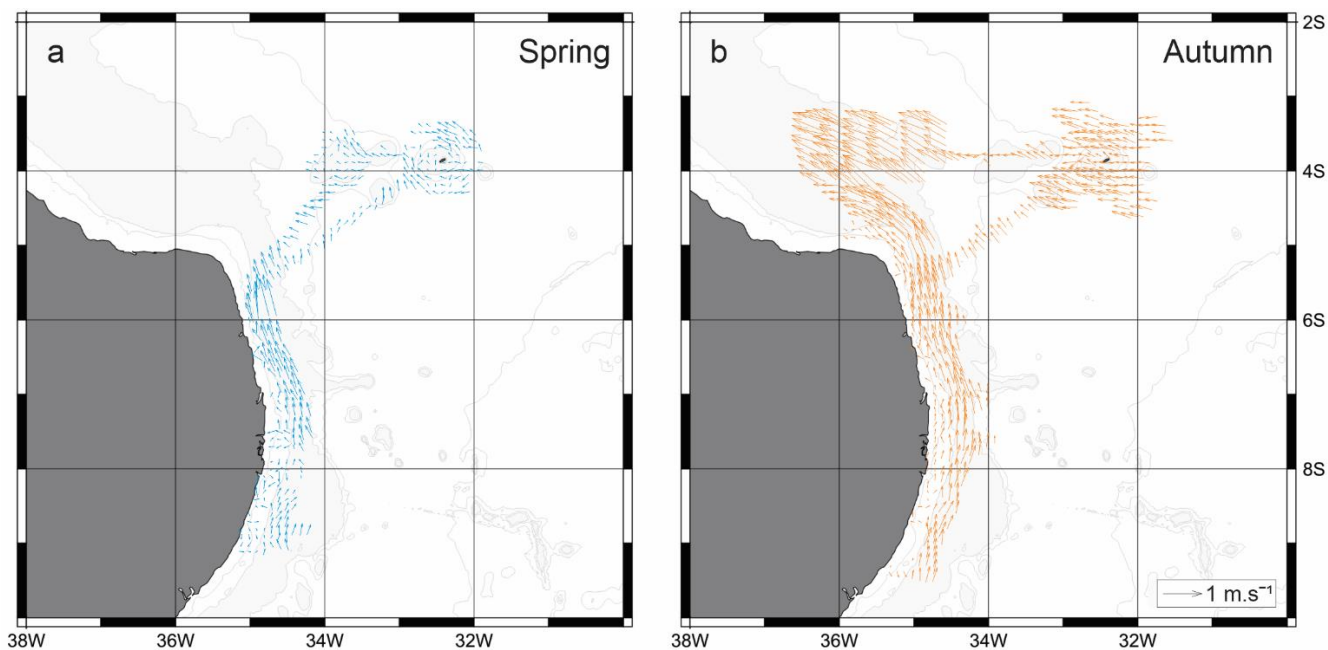 a Spring
b Autumn
2S
4S
6S
8S
1 m.s⁻¹
38W 36W 34W 32W
38W 36W 34W 32W